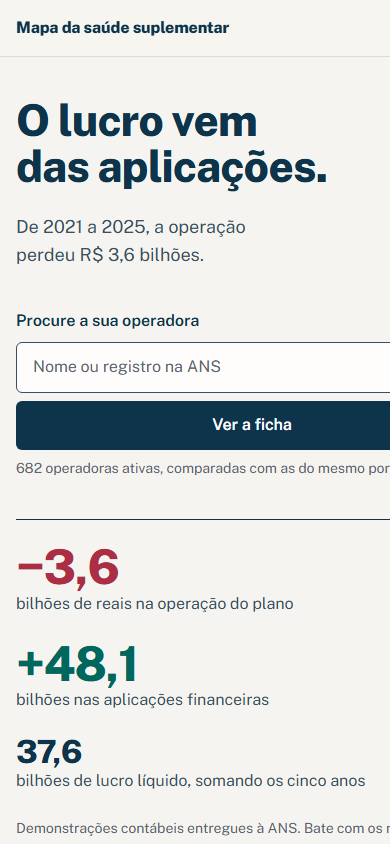 Mapa da saúde suplementar
O lucro vem
das aplicações.
De 2021 a 2025, a operação
perdeu R$ 3,6 bilhões.
Procure a sua operadora
Nome ou registro na ANS
Ver a ficha
682 operadoras ativas, comparadas com as do mesmo por
−3,6
bilhões de reais na operação do plano
+48,1
bilhões nas aplicações financeiras
37,6
bilhões de lucro líquido, somando os cinco anos
Demonstrações contábeis entregues à ANS. Bate com os